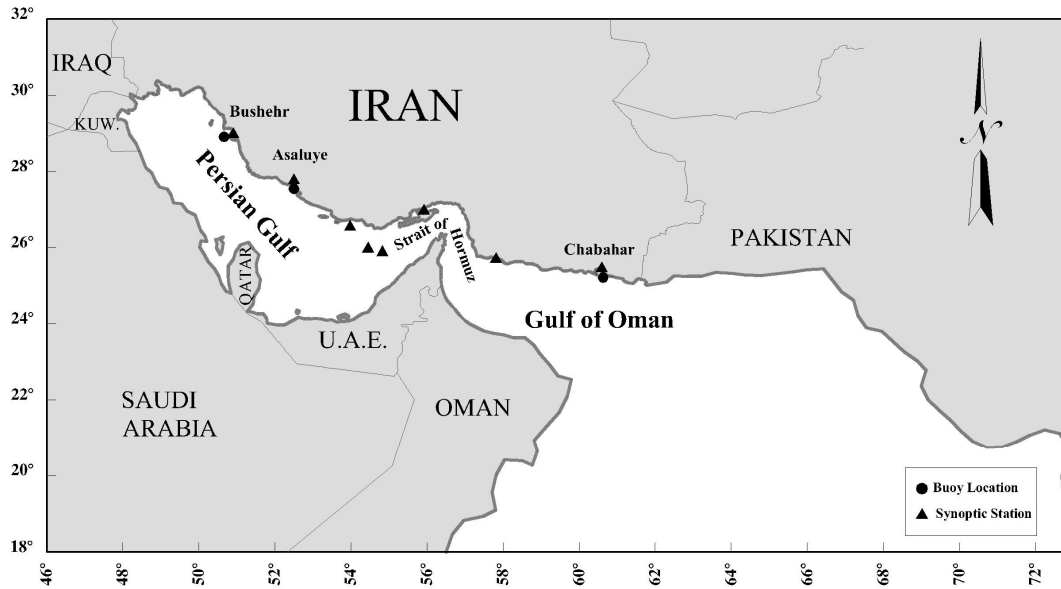 32°
30°
28°
26°
24°
22°
20°
18°
IRAQ
KUW.
Bushehr
IRAN
Asaluye
Persian Gulf
Strait of
Hormuz
Chabahar
PAKISTAN
N
QATAR
Gulf of Oman
U.A.E.
SAUDI
ARABIA
OMAN
Buoy Location
Synoptic Station
46°
48°
50°
52°
54°
56°
58°
60°
62°
64°
66°
68°
70°
72°